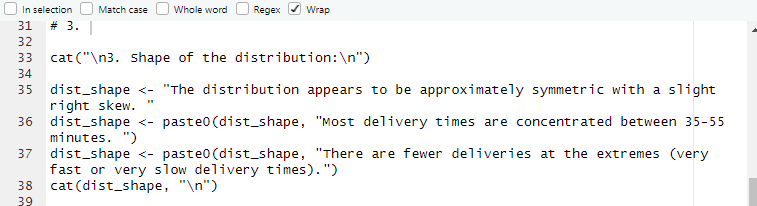 In selection Match case Whole word Regex Wrap
31 # 3.
32
33 cat("\n3. Shape of the distribution:\n")
34
35 dist_shape <- "The distribution appears to be approximately symmetric with a slight
right skew. "
36 dist_shape <- paste0(dist_shape, "Most delivery times are concentrated between 35-55
minutes. ")
37 dist_shape <- paste0(dist_shape, "There are fewer deliveries at the extremes (very
fast or very slow delivery times).")
38 cat(dist_shape, "\n")
39